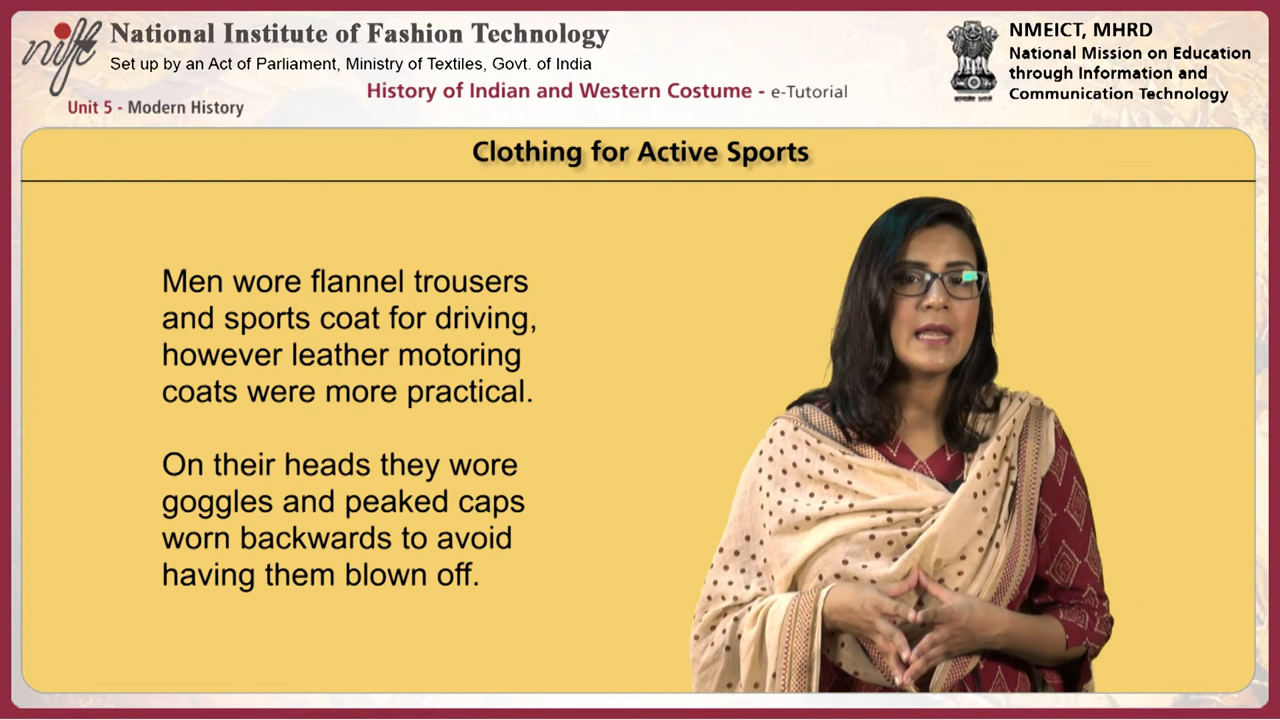 nift
National Institute of Fashion Technology
Set up by an Act of Parliament, Ministry of Textiles, Govt. of India
NMEICT, MHRD
National Mission on Education
through Information and
Communication Technology
History of Indian and Western Costume - e-Tutorial
Unit 5 - Modern History
Clothing for Active Sports
Men wore flannel trousers
and sports coat for driving,
however leather motoring
coats were more practical.
On their heads they wore
goggles and peaked caps
worn backwards to avoid
having them blown off.